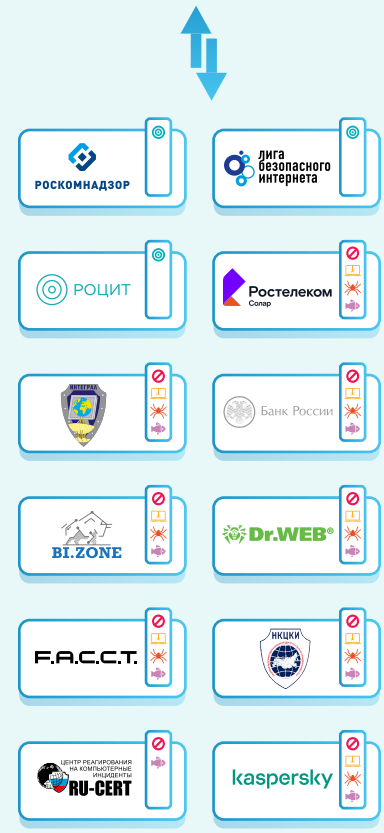 РОСКОМНАДЗОР
лига
безопасного
интернета
РОЦИТ
Ростелеком
Солар
ИНТЕГРАЛ
Банк России
BI.ZONE
Dr.WEB®
F.A.C.C.T.
НКЦКИ
ЦЕНТР РЕАГИРОВАНИЯ
НА КОМПЬЮТЕРНЫЕ
ИНЦИДЕНТЫ
RU-CERT
kaspersky